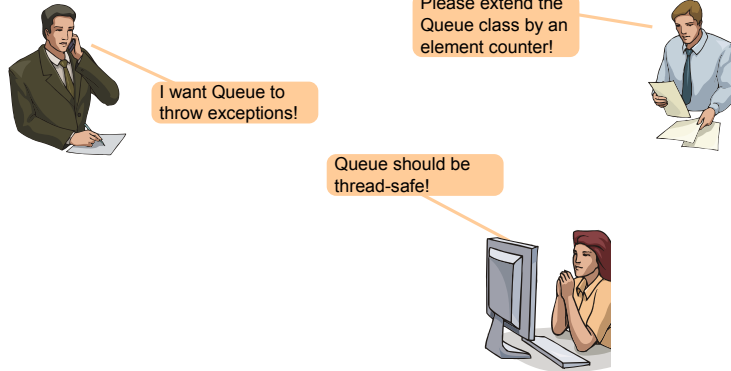 Please extend the
Queue class by an
element counter!
I want Queue to
throw exceptions!
Queue should be
thread-safe!